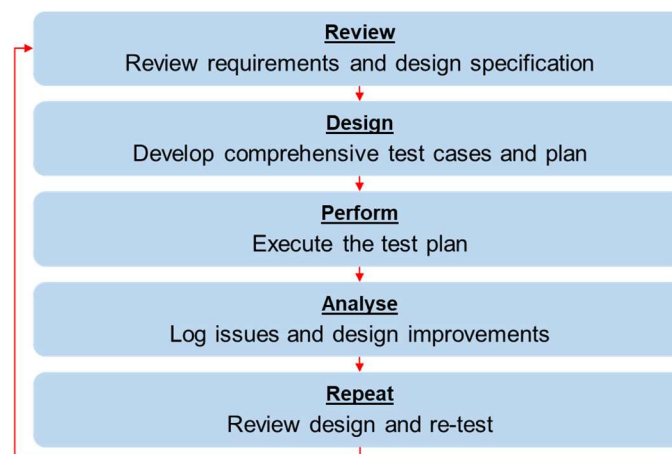 Review
Review requirements and design specification
Design
Develop comprehensive test cases and plan
Perform
Execute the test plan
Analyse
Log issues and design improvements
Repeat
Review design and re-test